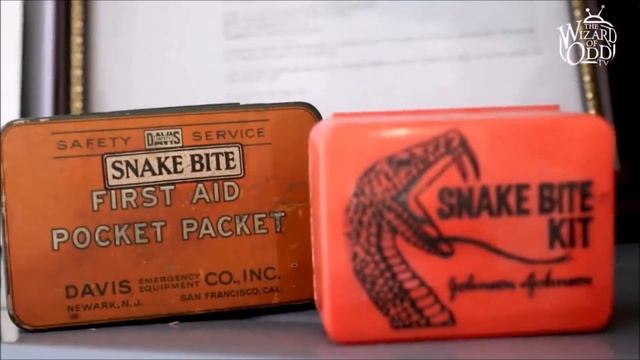 THE
WIZARD
OF
ODD
TV
SAFETY DAVIS SERVICE
SNAKE BITE
FIRST AID
POCKET PACKET
DAVIS EMERGENCY EQUIPMENT CO., INC.
NEWARK, N.J. SAN FRANCISCO, CAL.
SNAKE BITE
KIT
Johnson & Johnson